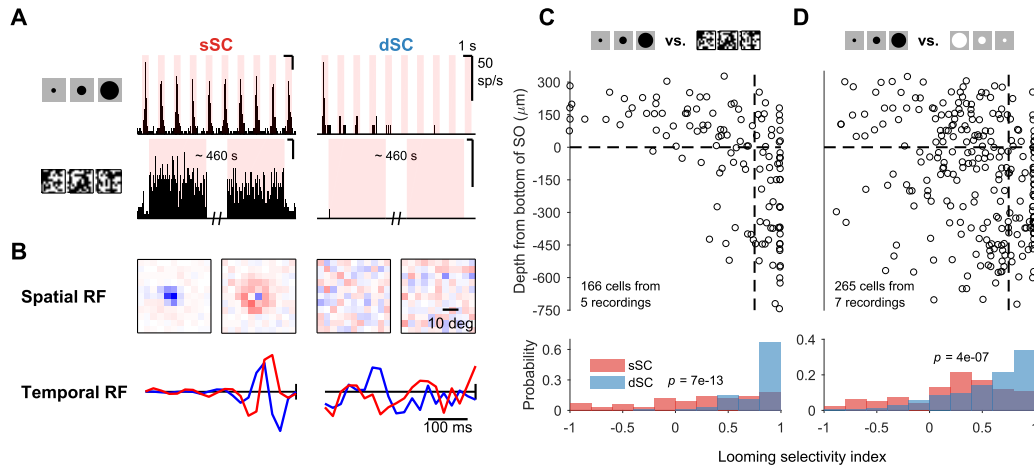 A
sSC
dSC
1 s
50
sp/s
~ 460 s
~ 460 s
B
Spatial RF
10 deg
Temporal RF
100 ms
C
vs.
Depth from bottom of SO (μm)
300
150
0
-150
-300
-450
-600
-750
166 cells from
5 recordings
Probability
0.6
0.3
0
sSC
dSC
p = 7e-13
-1
-0.5
0
0.5
1
D
vs.
265 cells from
7 recordings
0.4
0.2
0
p = 4e-07
-1
-0.5
0
0.5
1
Looming selectivity index